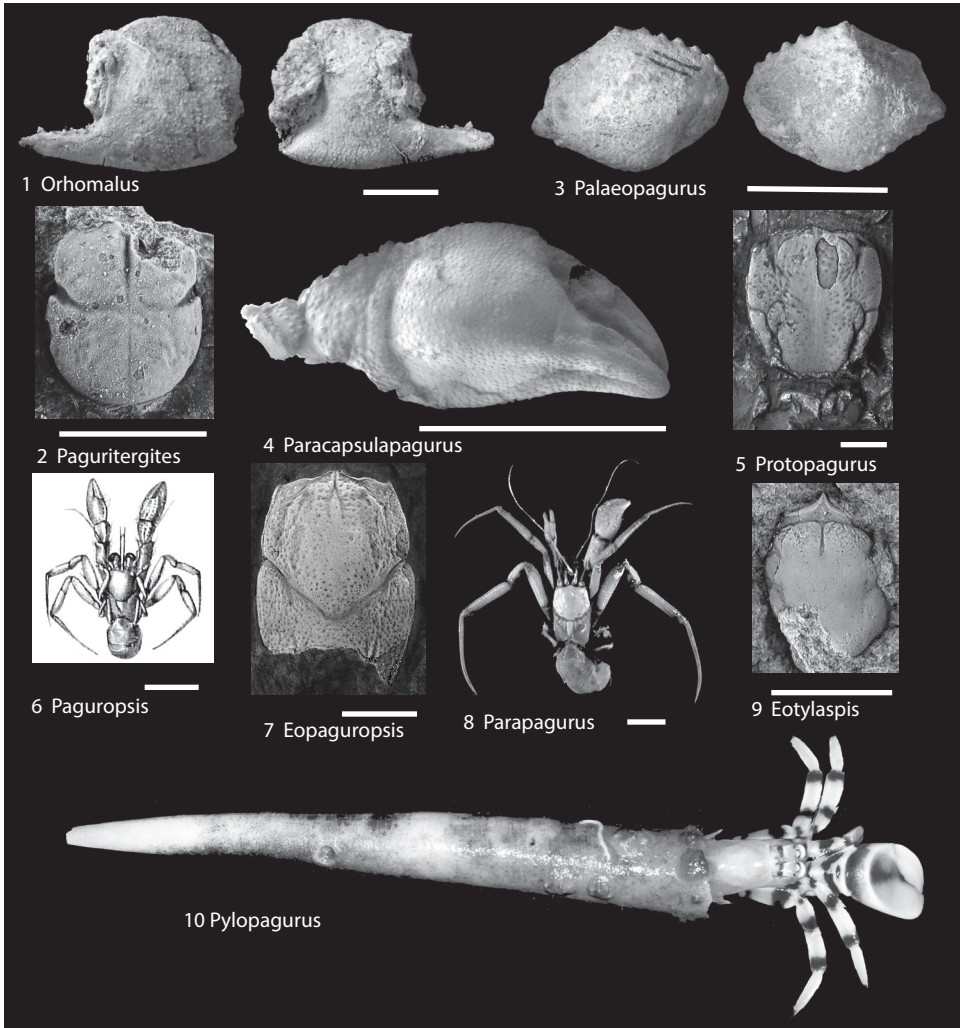 1 Orhomalus
3 Palaeopagurus
2 Paguritergites
4 Paracapsulapagurus
5 Protopagurus
6 Paguropsis
7 Eopaguropsis
8 Parapagurus
9 Eotylaspis
10 Pylopagurus